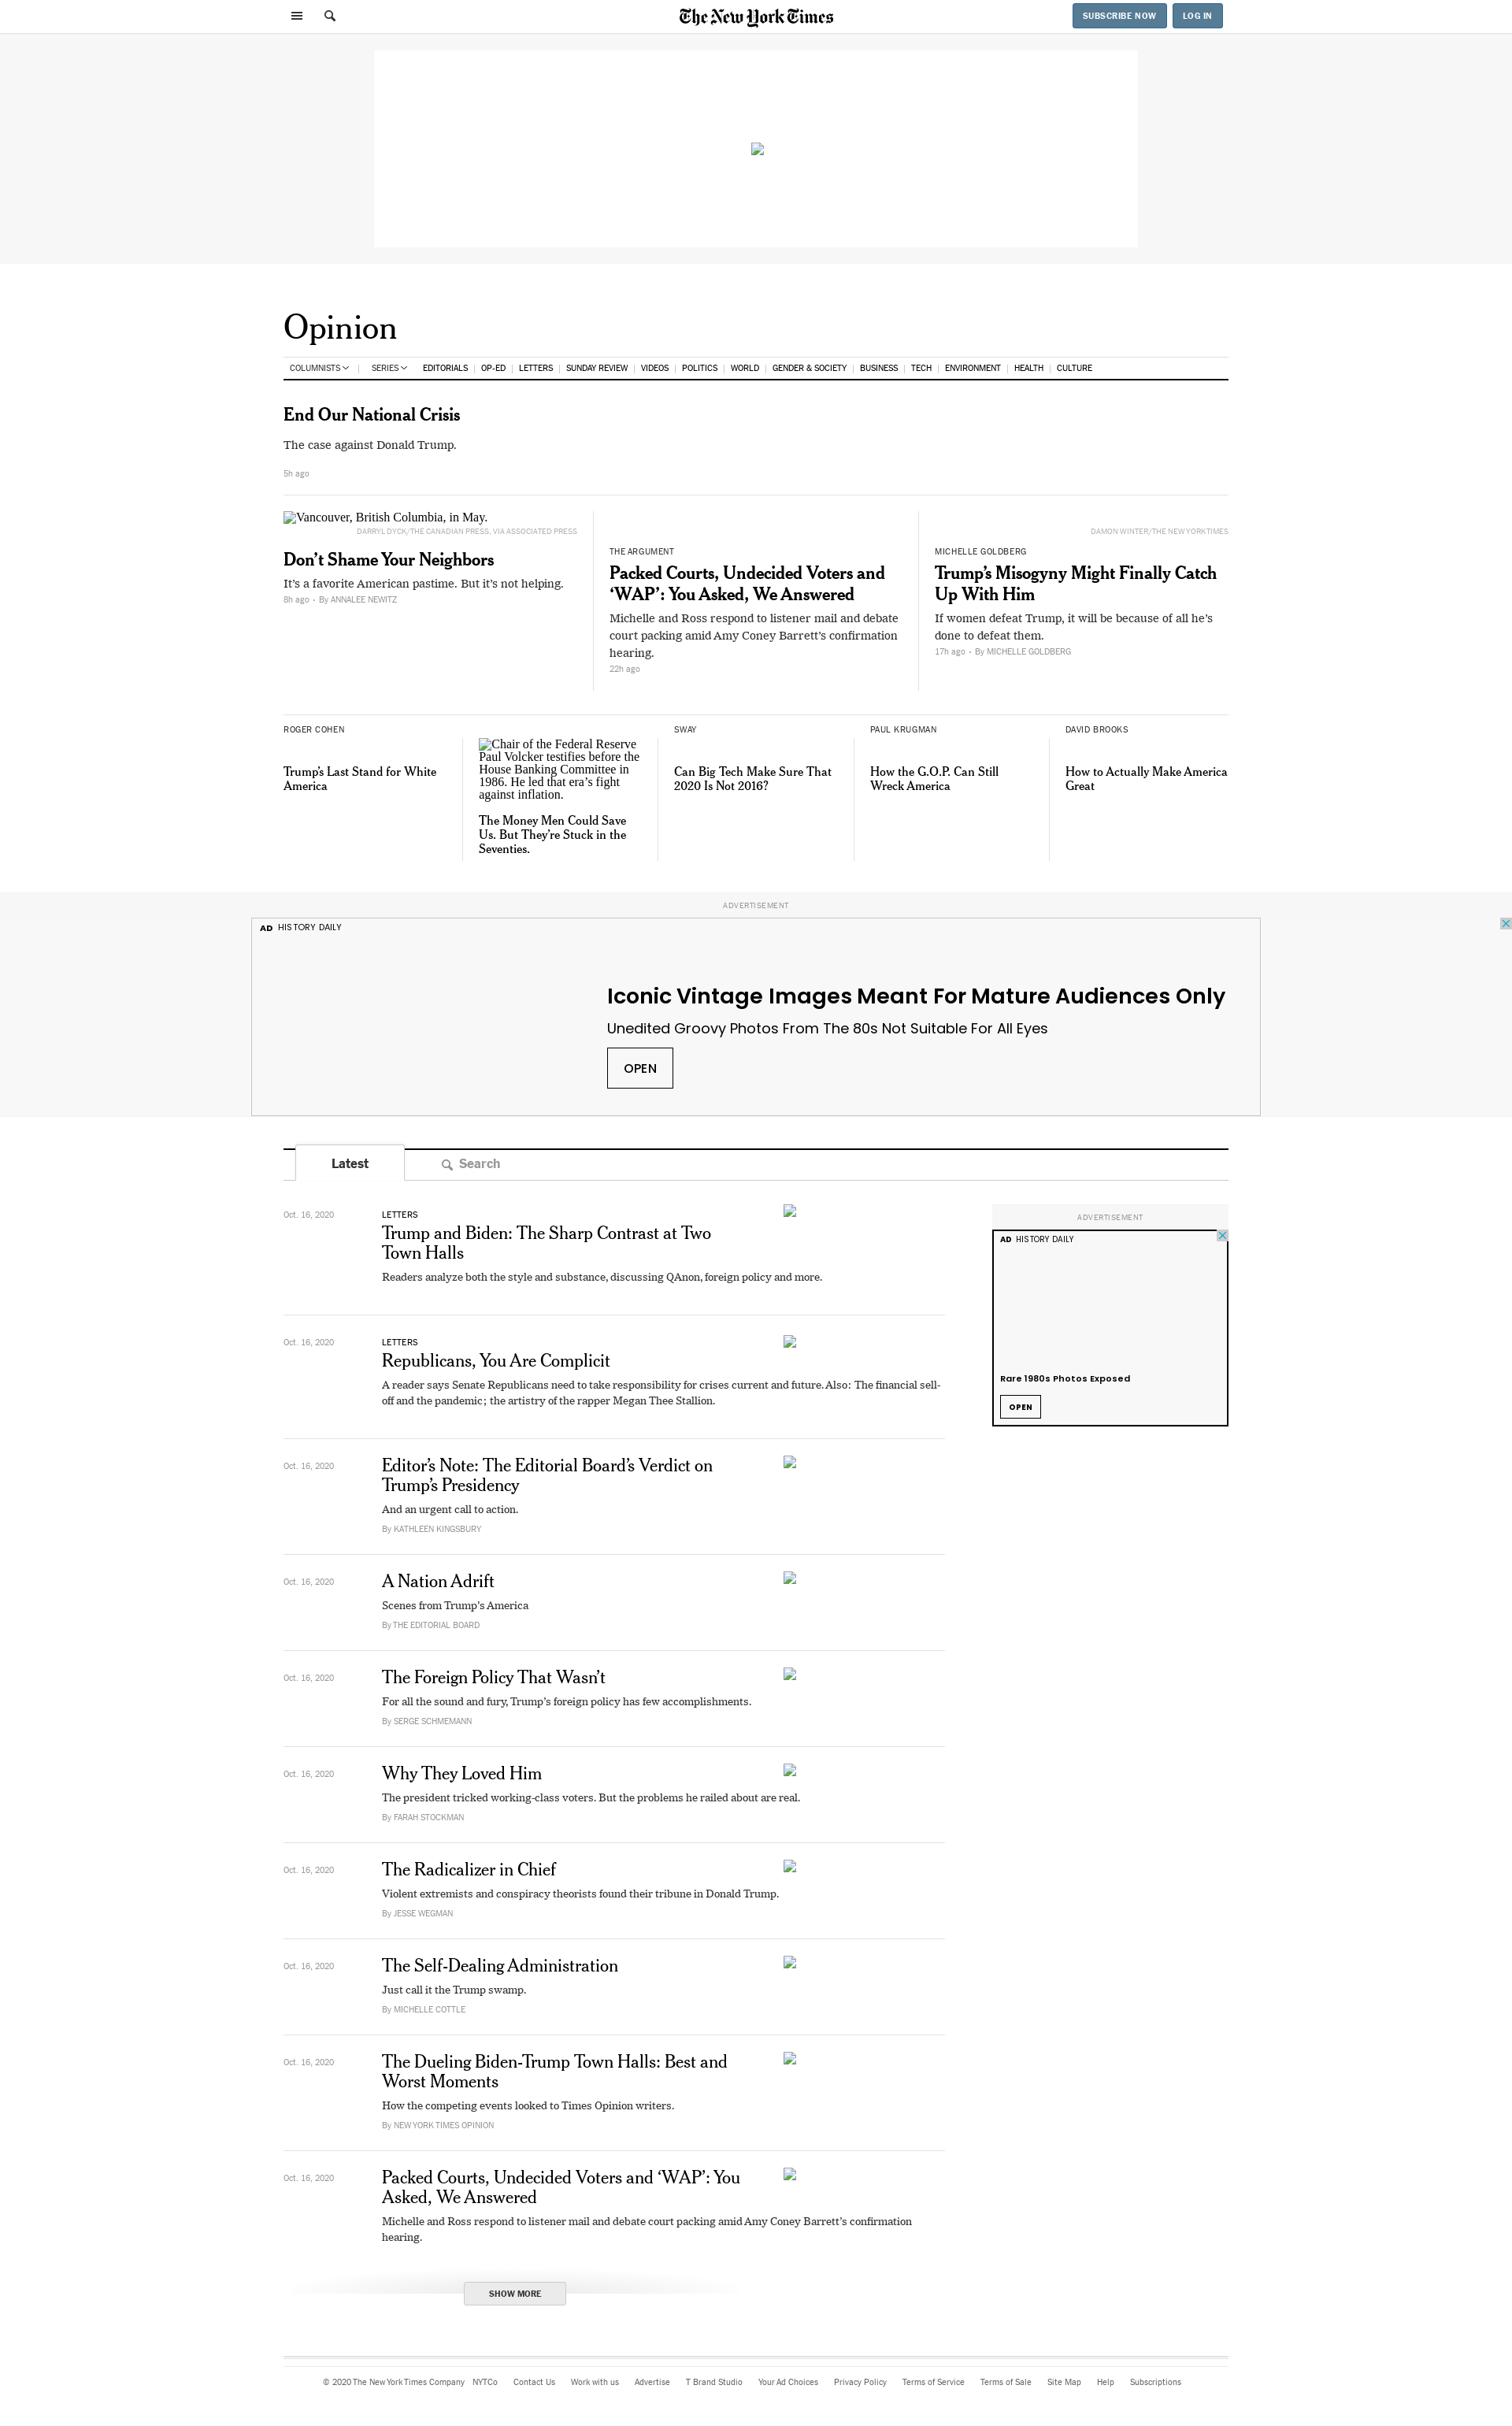 The New York Times
SUBSCRIBE NOW
LOG IN
Opinion
COLUMNISTS
SERIES
EDITORIALS
OP-ED
LETTERS
SUNDAY REVIEW
VIDEOS
POLITICS
WORLD
GENDER & SOCIETY
BUSINESS
TECH
ENVIRONMENT
HEALTH
CULTURE
End Our National Crisis
The case against Donald Trump.
5h ago
Vancouver, British Columbia, in May.
DARRYL DYCK/THE CANADIAN PRESS, VIA ASSOCIATED PRESS
Don’t Shame Your Neighbors
It’s a favorite American pastime. But it’s not helping.
8h ago • By ANNALEE NEWITZ
THE ARGUMENT
Packed Courts, Undecided Voters and
‘WAP’: You Asked, We Answered
Michelle and Ross respond to listener mail and debate
court packing amid Amy Coney Barrett’s confirmation
hearing.
22h ago
DAMON WINTER/THE NEW YORK TIMES
MICHELLE GOLDBERG
Trump’s Misogyny Might Finally Catch
Up With Him
If women defeat Trump, it will be because of all he’s
done to defeat them.
17h ago • By MICHELLE GOLDBERG
ROGER COHEN
Trump’s Last Stand for White
America
Chair of the Federal Reserve
Paul Volcker testifies before the
House Banking Committee in
1986. He led that era’s fight
against inflation.
The Money Men Could Save
Us. But They’re Stuck in the
Seventies.
SWAY
Can Big Tech Make Sure That
2020 Is Not 2016?
PAUL KRUGMAN
How the G.O.P. Can Still
Wreck America
DAVID BROOKS
How to Actually Make America
Great
ADVERTISEMENT
AD HISTORY DAILY
Iconic Vintage Images Meant For Mature Audiences Only
Unedited Groovy Photos From The 80s Not Suitable For All Eyes
OPEN
Latest
Search
Oct. 16, 2020
LETTERS
Trump and Biden: The Sharp Contrast at Two
Town Halls
Readers analyze both the style and substance, discussing QAnon, foreign policy and more.
ADVERTISEMENT
AD HISTORY DAILY
Rare 1980s Photos Exposed
OPEN
Oct. 16, 2020
LETTERS
Republicans, You Are Complicit
A reader says Senate Republicans need to take responsibility for crises current and future. Also: The financial sell-
off and the pandemic; the artistry of the rapper Megan Thee Stallion.
Oct. 16, 2020
Editor’s Note: The Editorial Board’s Verdict on
Trump’s Presidency
And an urgent call to action.
By KATHLEEN KINGSBURY
Oct. 16, 2020
A Nation Adrift
Scenes from Trump’s America
By THE EDITORIAL BOARD
Oct. 16, 2020
The Foreign Policy That Wasn’t
For all the sound and fury, Trump’s foreign policy has few accomplishments.
By SERGE SCHMEMANN
Oct. 16, 2020
Why They Loved Him
The president tricked working-class voters. But the problems he railed about are real.
By FARAH STOCKMAN
Oct. 16, 2020
The Radicalizer in Chief
Violent extremists and conspiracy theorists found their tribune in Donald Trump.
By JESSE WEGMAN
Oct. 16, 2020
The Self-Dealing Administration
Just call it the Trump swamp.
By MICHELLE COTTLE
Oct. 16, 2020
The Dueling Biden-Trump Town Halls: Best and
Worst Moments
How the competing events looked to Times Opinion writers.
By NEW YORK TIMES OPINION
Oct. 16, 2020
Packed Courts, Undecided Voters and ‘WAP’: You
Asked, We Answered
Michelle and Ross respond to listener mail and debate court packing amid Amy Coney Barrett’s confirmation
hearing.
SHOW MORE
© 2020 The New York Times Company
NYTCo
Contact Us
Work with us
Advertise
T Brand Studio
Your Ad Choices
Privacy Policy
Terms of Service
Terms of Sale
Site Map
Help
Subscriptions